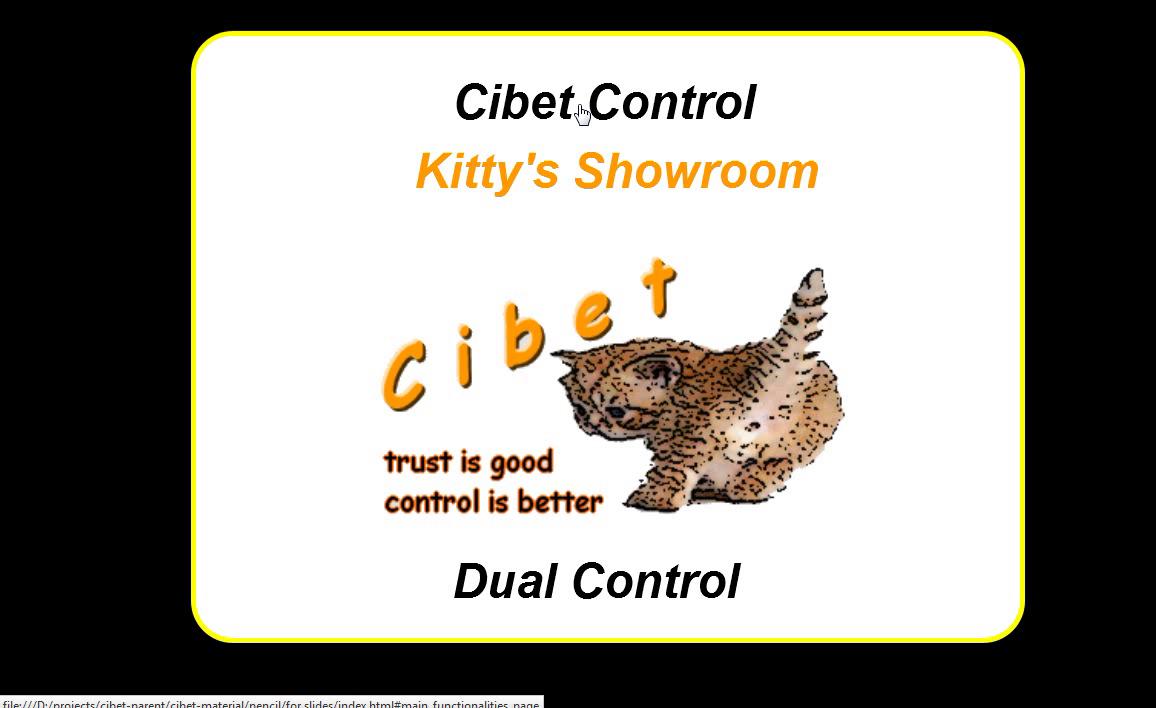 Cibet Control
Kitty's Showroom
Cibet
trust is good
control is better
Dual Control
file:///D:/projects/cibet-parent/cibet-material/pencil/for slides/index.html#main_functionalities_page